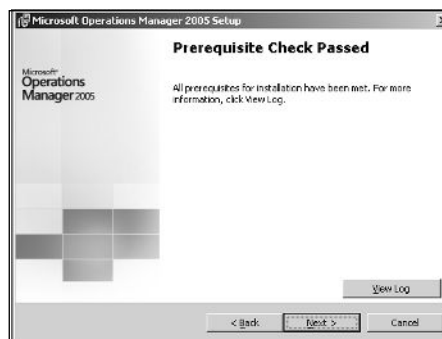 Microsoft Operations Manager 2005 Setup
Prerequisite Check Passed
Microsoft
Operations
Manager 2005
All prerequisites for installation have been met. For more
information, click View Log.
View Log
< Back
Next >
Cancel